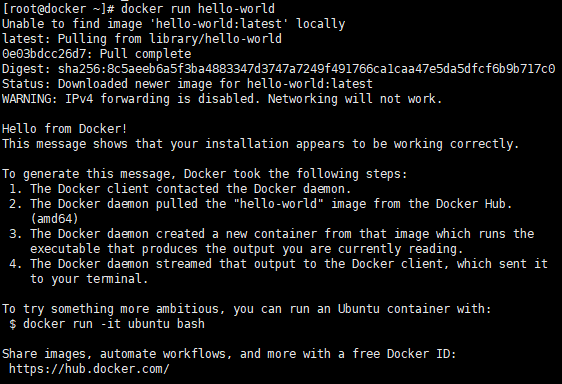 [root@docker ~]# docker run hello-world
Unable to find image 'hello-world:latest' locally
latest: Pulling from library/hello-world
0e03bdcc26d7: Pull complete
Digest: sha256:8c5aeeb6a5f3ba4883347d3747a7249f491766ca1caa47e5da5dfcf6b9b717c0
Status: Downloaded newer image for hello-world:latest
WARNING: IPv4 forwarding is disabled. Networking will not work.
Hello from Docker!
This message shows that your installation appears to be working correctly.
To generate this message, Docker took the following steps:
1. The Docker client contacted the Docker daemon.
2. The Docker daemon pulled the "hello-world" image from the Docker Hub.
(amd64)
3. The Docker daemon created a new container from that image which runs the
executable that produces the output you are currently reading.
4. The Docker daemon streamed that output to the Docker client, which sent it
to your terminal.
To try something more ambitious, you can run an Ubuntu container with:
$ docker run -it ubuntu bash
Share images, automate workflows, and more with a free Docker ID:
https://hub.docker.com/